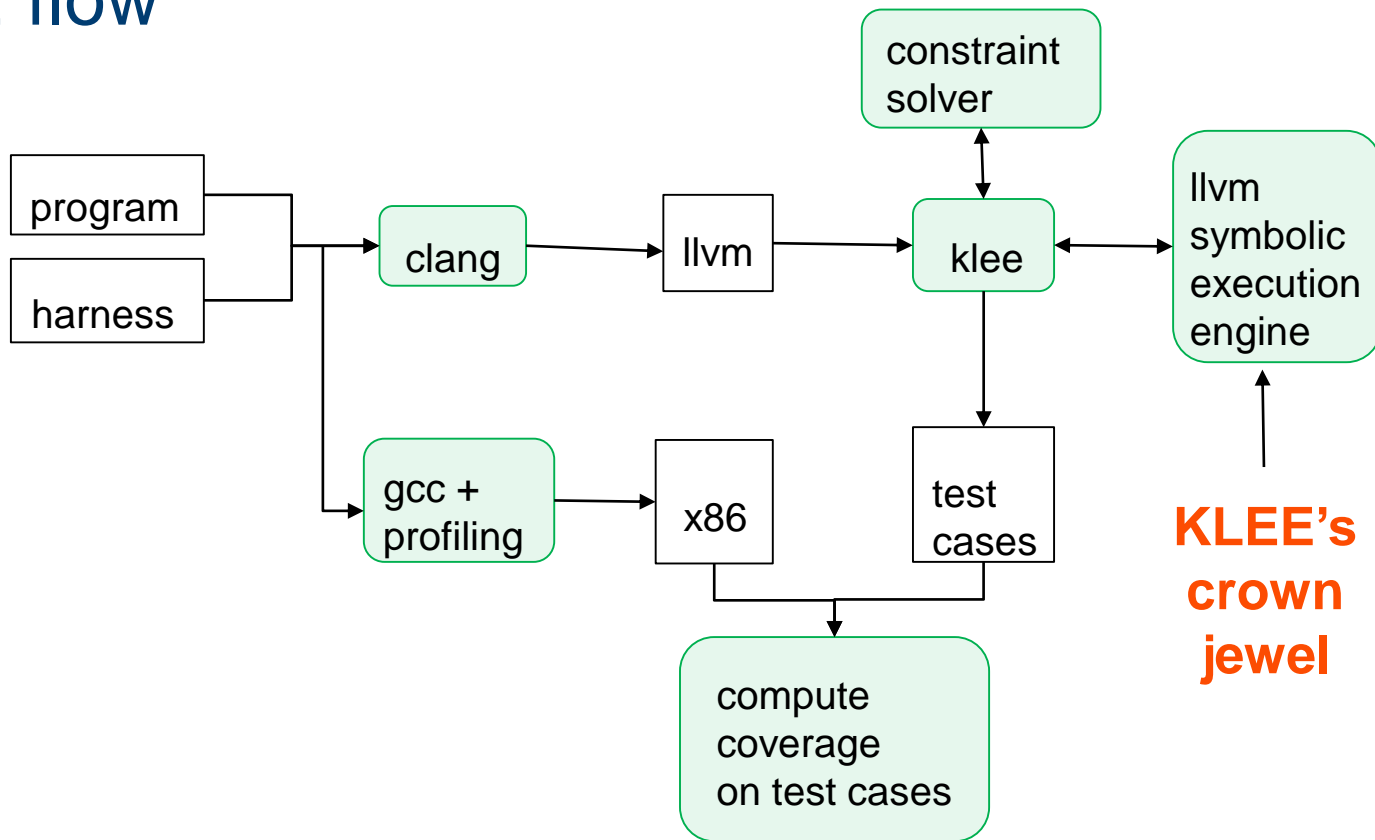 flow
constraint
solver
program
harness
clang
llvm
klee
llvm
symbolic
execution
engine
gcc +
profiling
x86
test
cases
KLEE’s
crown
jewel
compute
coverage
on test cases